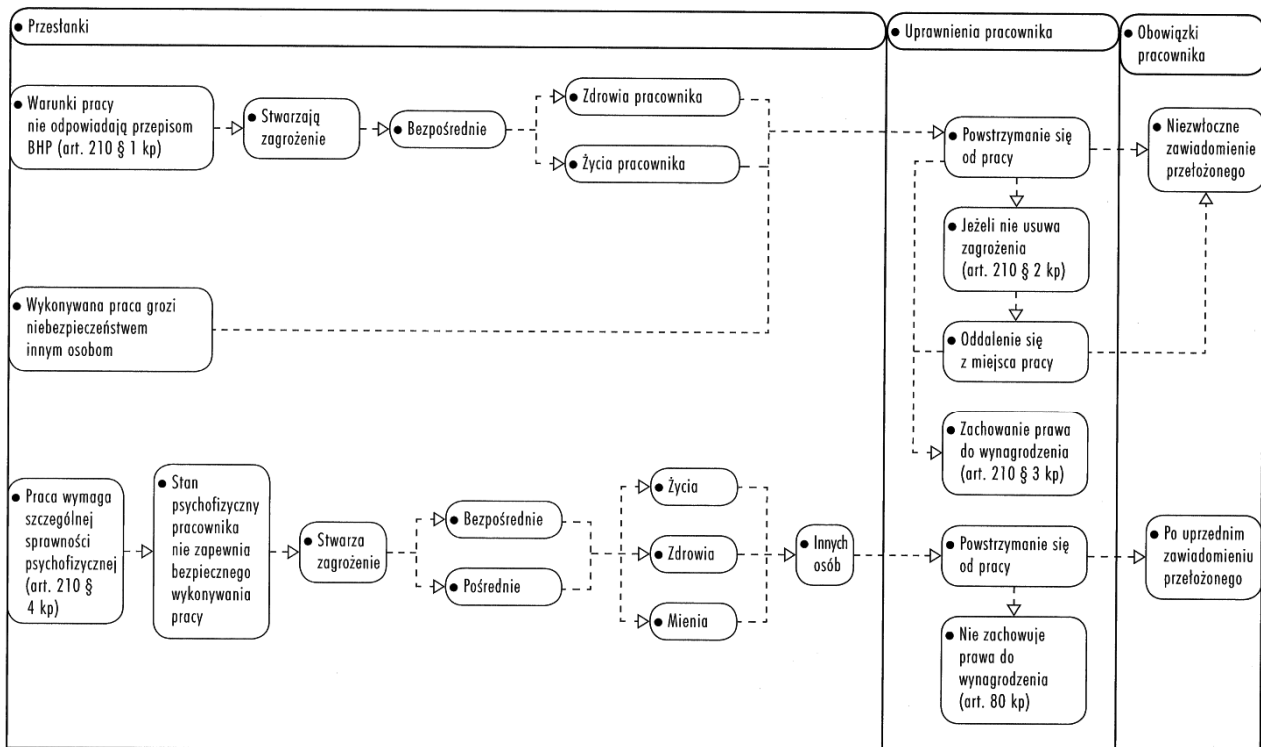 ● Przesłanki
● Uprawnienia pracownika
● Obowiązki
pracownika
● Warunki pracy
nie odpowiadają przepisom
BHP (art. 210 § 1 kp)
● Stwarzają
zagrożenie
● Bezpośrednie
● Zdrowia pracownika
● Życia pracownika
● Powstrzymanie się
od pracy
● Niezwłoczne
zawiadomienie
przełożonego
● Jeżeli nie usuwa
zagrożenia
(art. 210 § 2 kp)
● Wykonywana praca grozi
niebezpieczeństwem
innym osobom
● Oddalenie się
z miejsca pracy
● Zachowanie prawa
do wynagrodzenia
(art. 210 § 3 kp)
● Praca wymaga
szczególnej
sprawności
psychofizycznej
(art. 210 §
4 kp)
● Stan
psychofizyczny
pracownika
nie zapewnia
bezpiecznego
wykonywania
pracy
● Stwarza
zagrożenie
● Bezpośrednie
● Pośrednie
● Życia
● Zdrowia
● Mienia
● Innych
osób
● Powstrzymanie się
od pracy
● Po uprzednim
zawiadomieniu
przełożonego
● Nie zachowuje
prawa do
wynagrodzenia
(art. 80 kp)